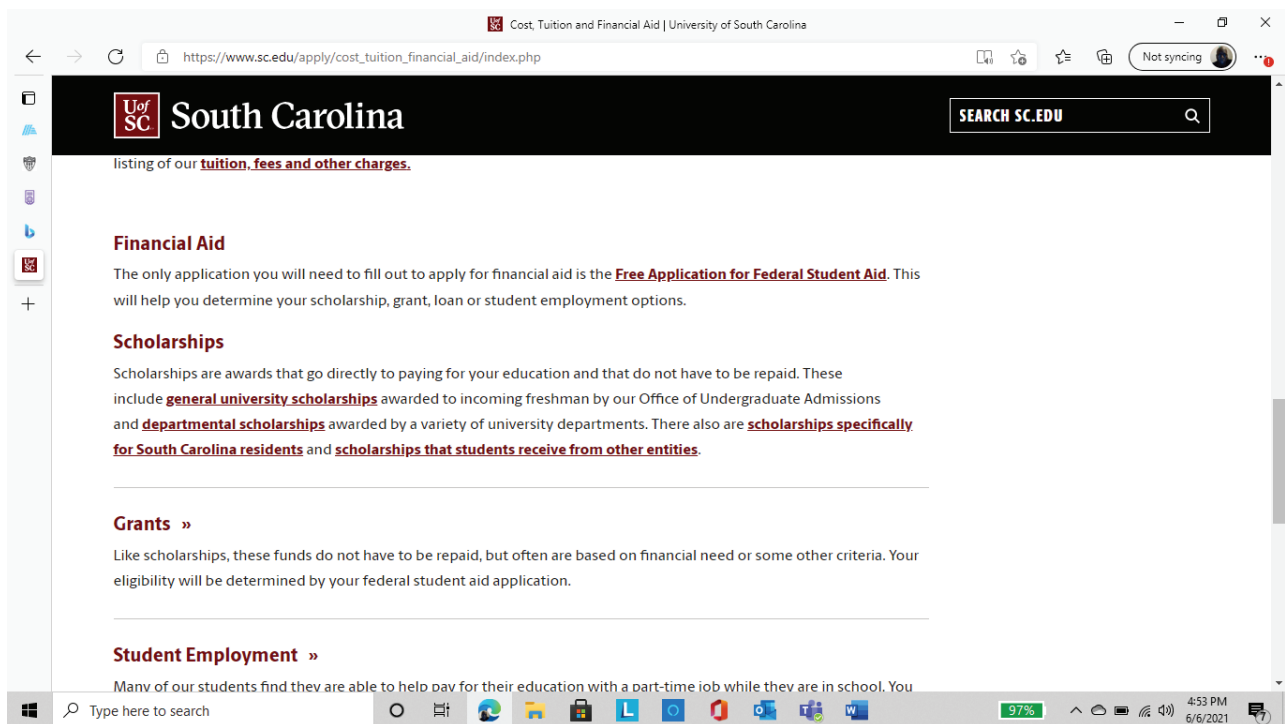 Cost, Tuition and Financial Aid | University of South Carolina
https://www.sc.edu/apply/cost_tuition_financial_aid/index.php
Not syncing
Uof
SC
South Carolina
SEARCH SC.EDU
listing of our tuition, fees and other charges.
Financial Aid
The only application you will need to fill out to apply for financial aid is the Free Application for Federal Student Aid. This
will help you determine your scholarship, grant, loan or student employment options.
Scholarships
Scholarships are awards that go directly to paying for your education and that do not have to be repaid. These
include general university scholarships awarded to incoming freshman by our Office of Undergraduate Admissions
and departmental scholarships awarded by a variety of university departments. There also are scholarships specifically
for South Carolina residents and scholarships that students receive from other entities.
Grants »
Like scholarships, these funds do not have to be repaid, but often are based on financial need or some other criteria. Your
eligibility will be determined by your federal student aid application.
Student Employment »
Many of our students find they are able to help pay for their education with a part-time job while they are in school. You
Type here to search
97%
4:53 PM
6/6/2021